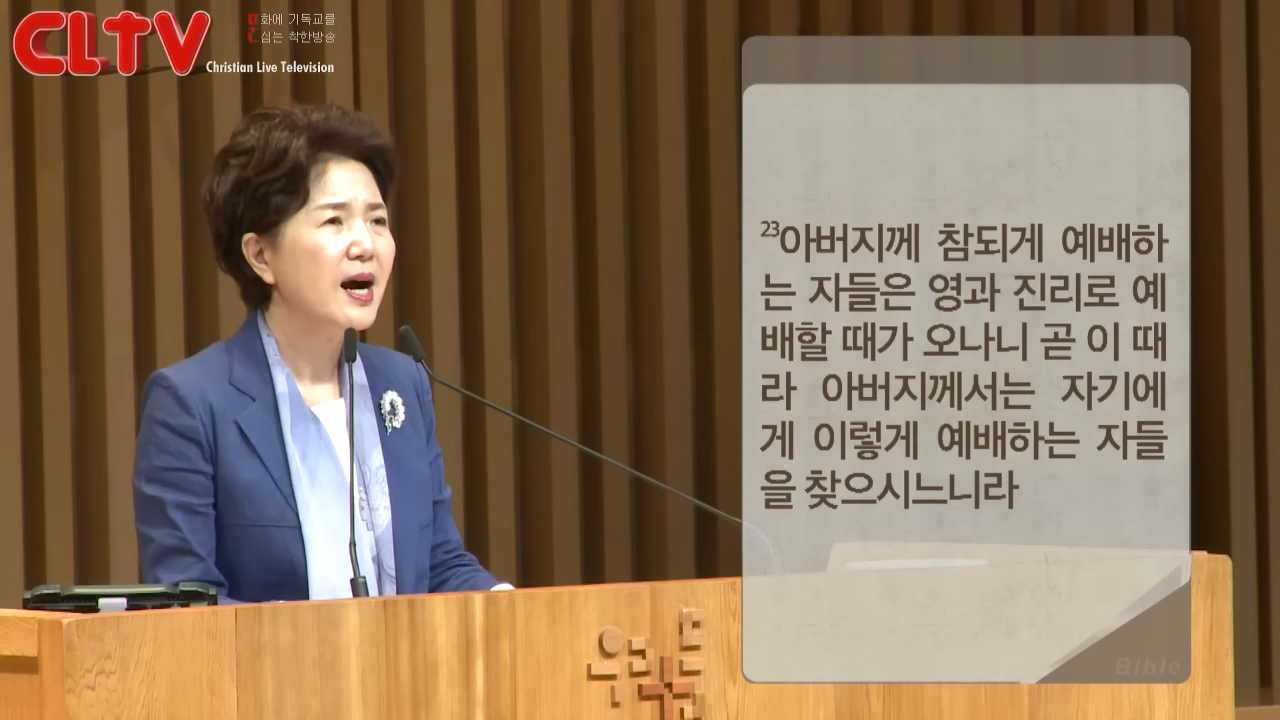 CLTV
문화에 기독교를
심는 착한방송
Christian Live Television
23아버지께 참되게 예배하
는 자들은 영과 진리로 예
배할 때가 오나니 곧 이 때
라 아버지께서는 자기에
게 이렇게 예배하는 자들
을 찾으시느니라
Bible